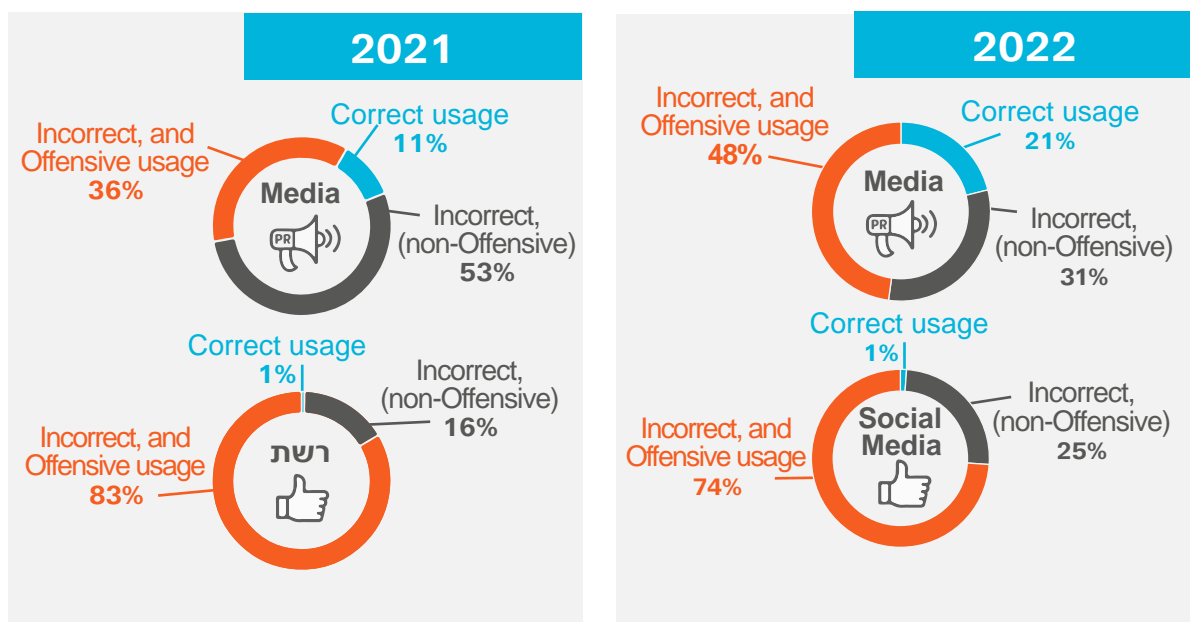 2021
Correct usage
11%
Incorrect, and
Offensive usage
36%
Media
PR
Incorrect,
(non-Offensive)
53%
Correct usage
1%
Incorrect,
(non-Offensive)
16%
Incorrect, and
Offensive usage
83%
רשת
2022
Incorrect, and
Offensive usage
48%
Correct usage
21%
Media
PR
Incorrect,
(non-Offensive)
31%
Correct usage
1%
Incorrect,
(non-Offensive)
25%
Social
Media
Incorrect, and
Offensive usage
74%